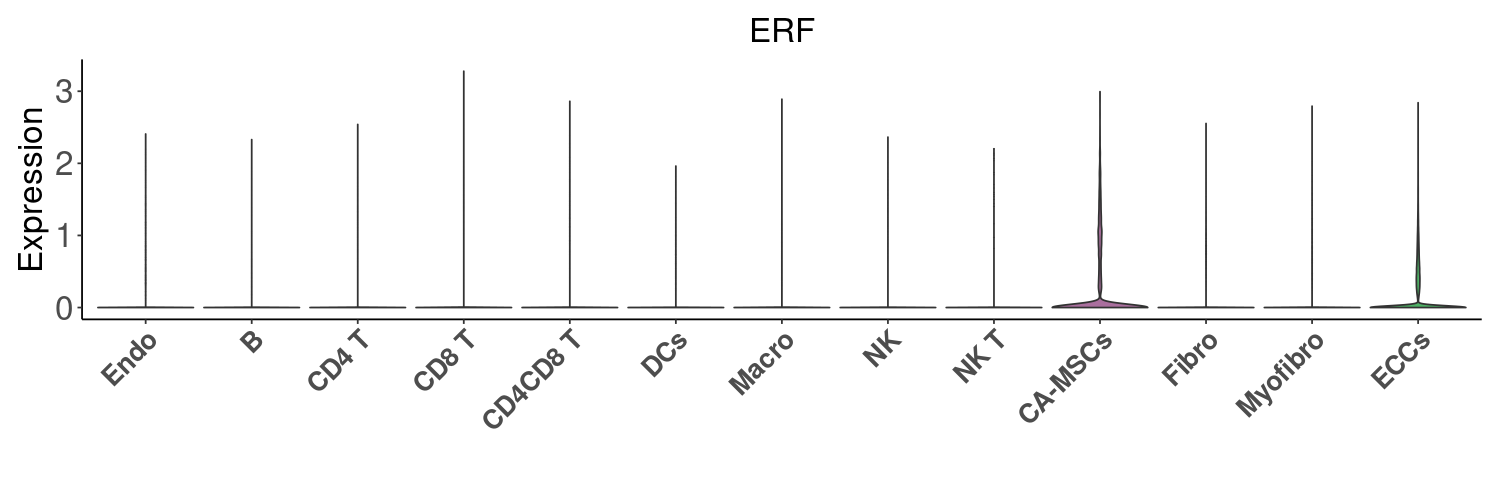 ERF
Expression
3
2
1
0
Endo
B
CD4 T
CD8 T
CD4CD8 T
DCs
Macro
NK
NK T
CA-MSCs
Fibro
Myofibro
ECCs